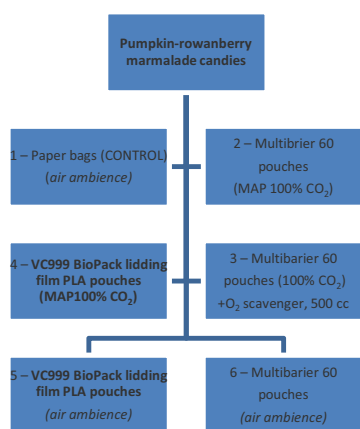 Pumpkin-rowanberry
marmalade candies
1 – Paper bags (CONTROL)
(air ambience)
2 – Multibrier 60
pouches
(MAP 100% CO₂)
4 – VC999 BioPack lidding
film PLA pouches
(MAP100% CO₂)
3 – Multibarier 60
pouches (100% CO₂)
+O₂ scavenger, 500 cc
5 – VC999 BioPack lidding
film PLA pouches
(air ambience)
6 – Multibarier 60
pouches
(air ambience)